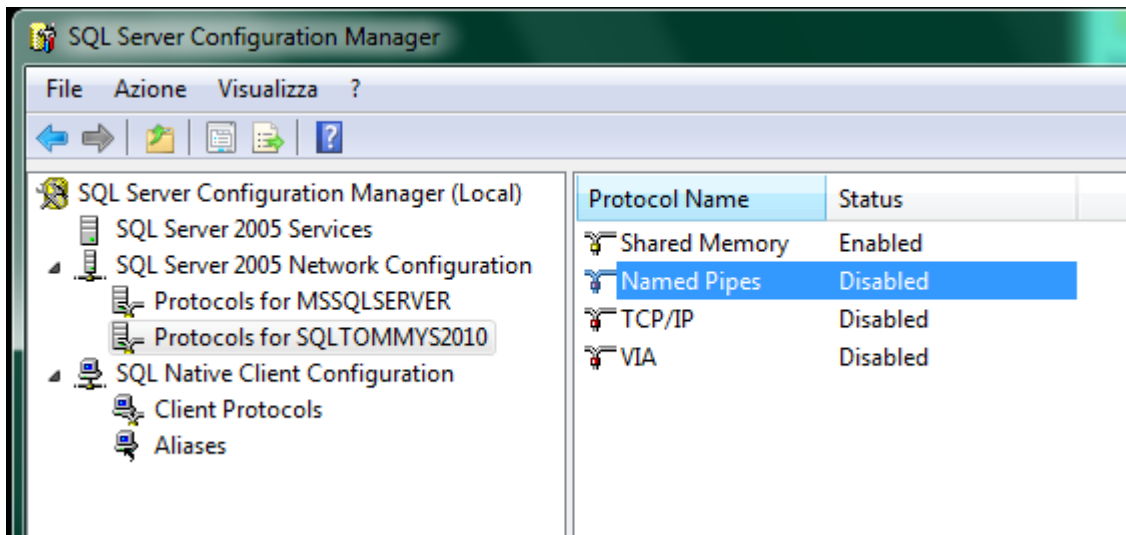 SQL Server Configuration Manager
File Azione Visualizza ?
SQL Server Configuration Manager (Local)
SQL Server 2005 Services
SQL Server 2005 Network Configuration
Protocols for MSSQLSERVER
Protocols for SQLTOMMYS2010
SQL Native Client Configuration
Client Protocols
Aliases
Protocol Name Status
Shared Memory Enabled
Named Pipes Disabled
TCP/IP Disabled
VIA Disabled